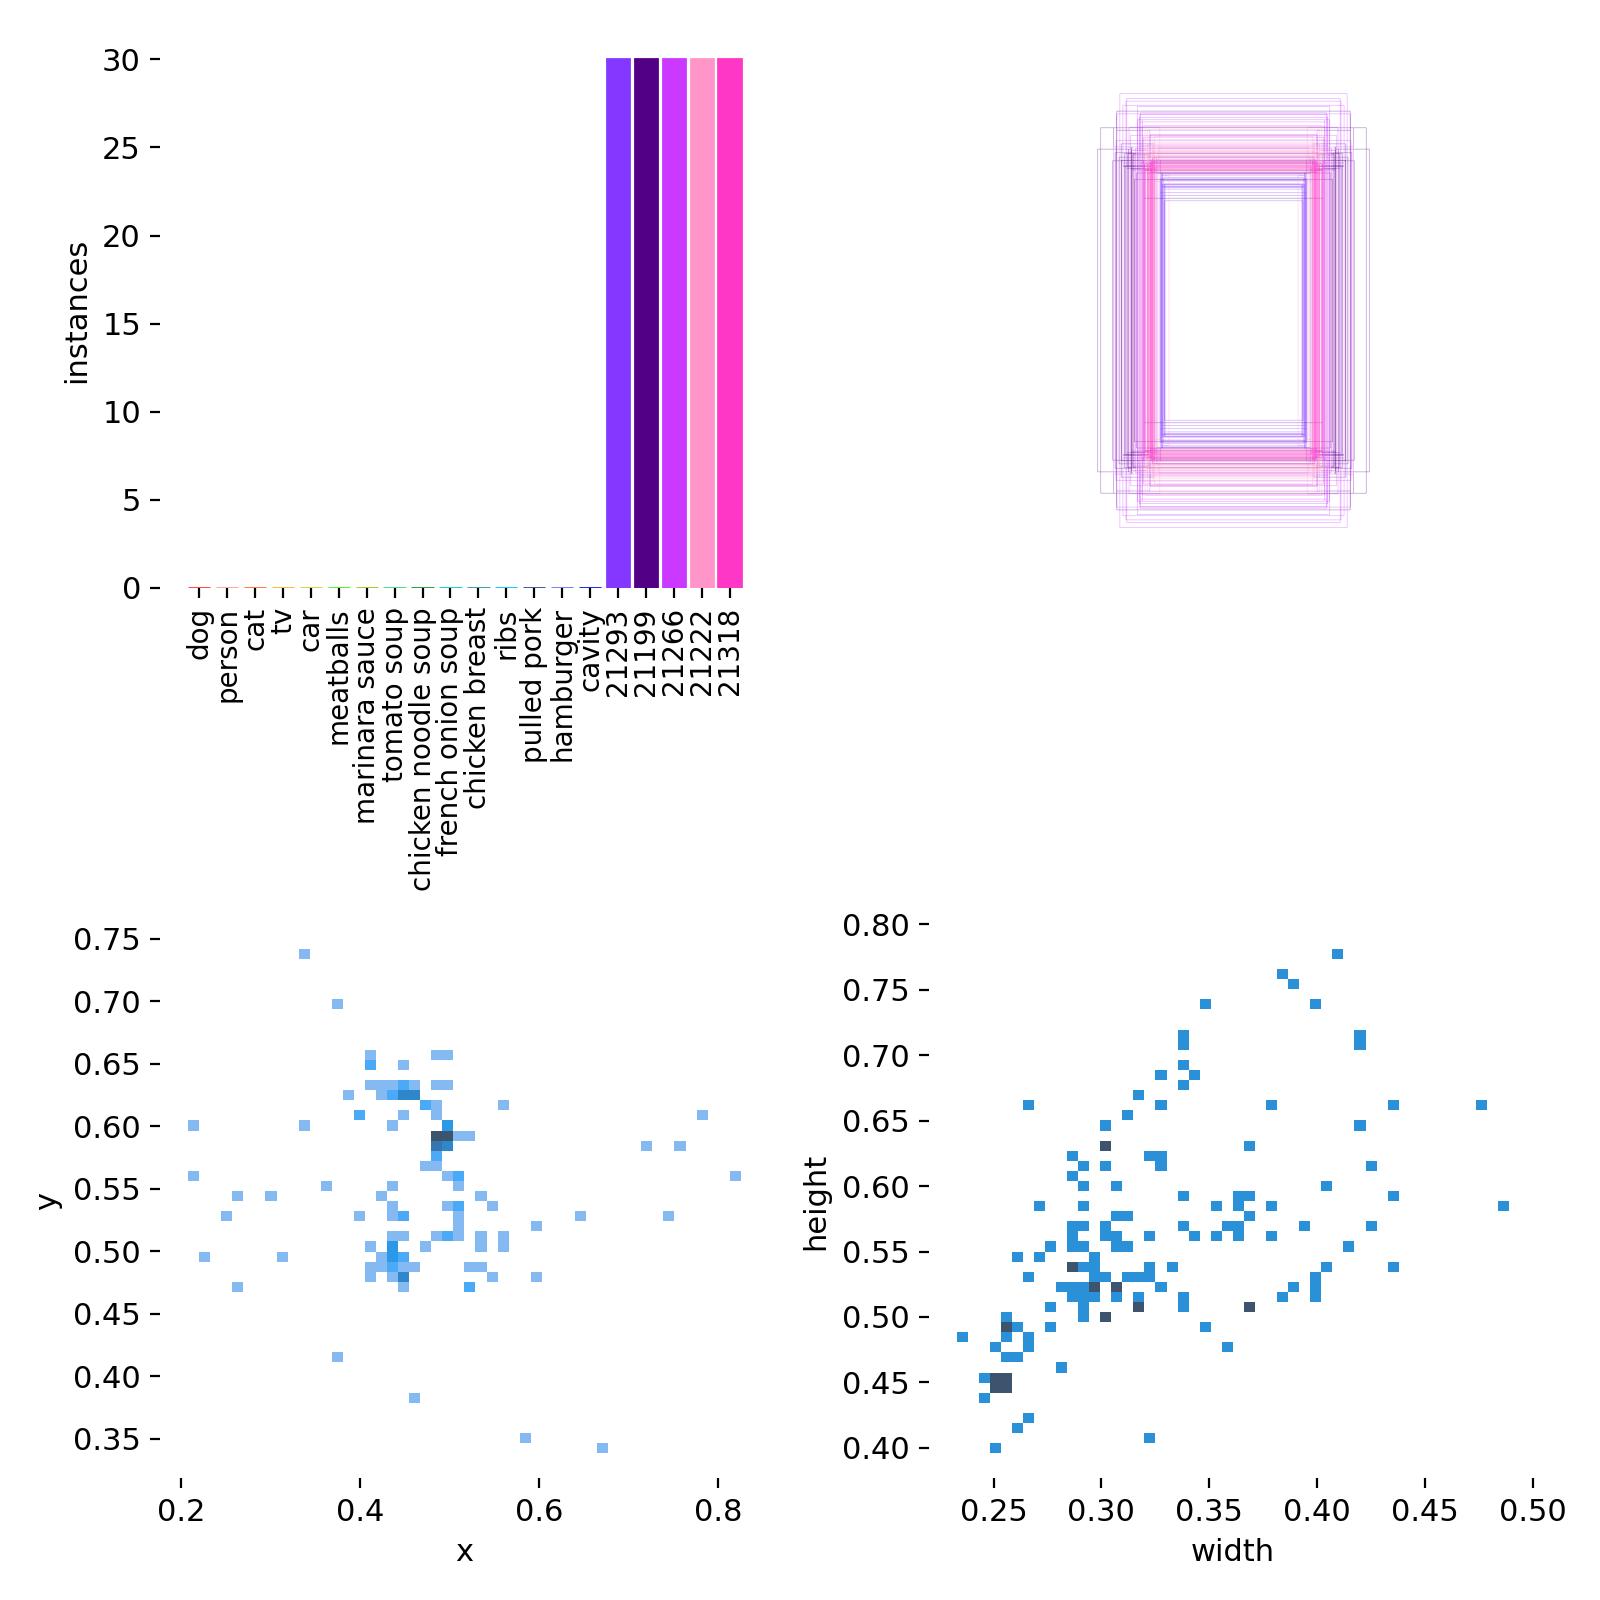 30
25
20
15
10
5
0
instances
dog
person
cat
tv
car
meatballs
marinara sauce
tomato soup
chicken noodle soup
french onion soup
chicken breast
ribs
pulled pork
hamburger
cavity
21293
21199
21266
21222
21318
0.75
0.70
0.65
0.60
0.55
0.50
0.45
0.40
0.35
y
0.2 0.4 0.6 0.8
x
0.80
0.75
0.70
0.65
0.60
0.55
0.50
0.45
0.40
height
0.25 0.30 0.35 0.40 0.45 0.50
width